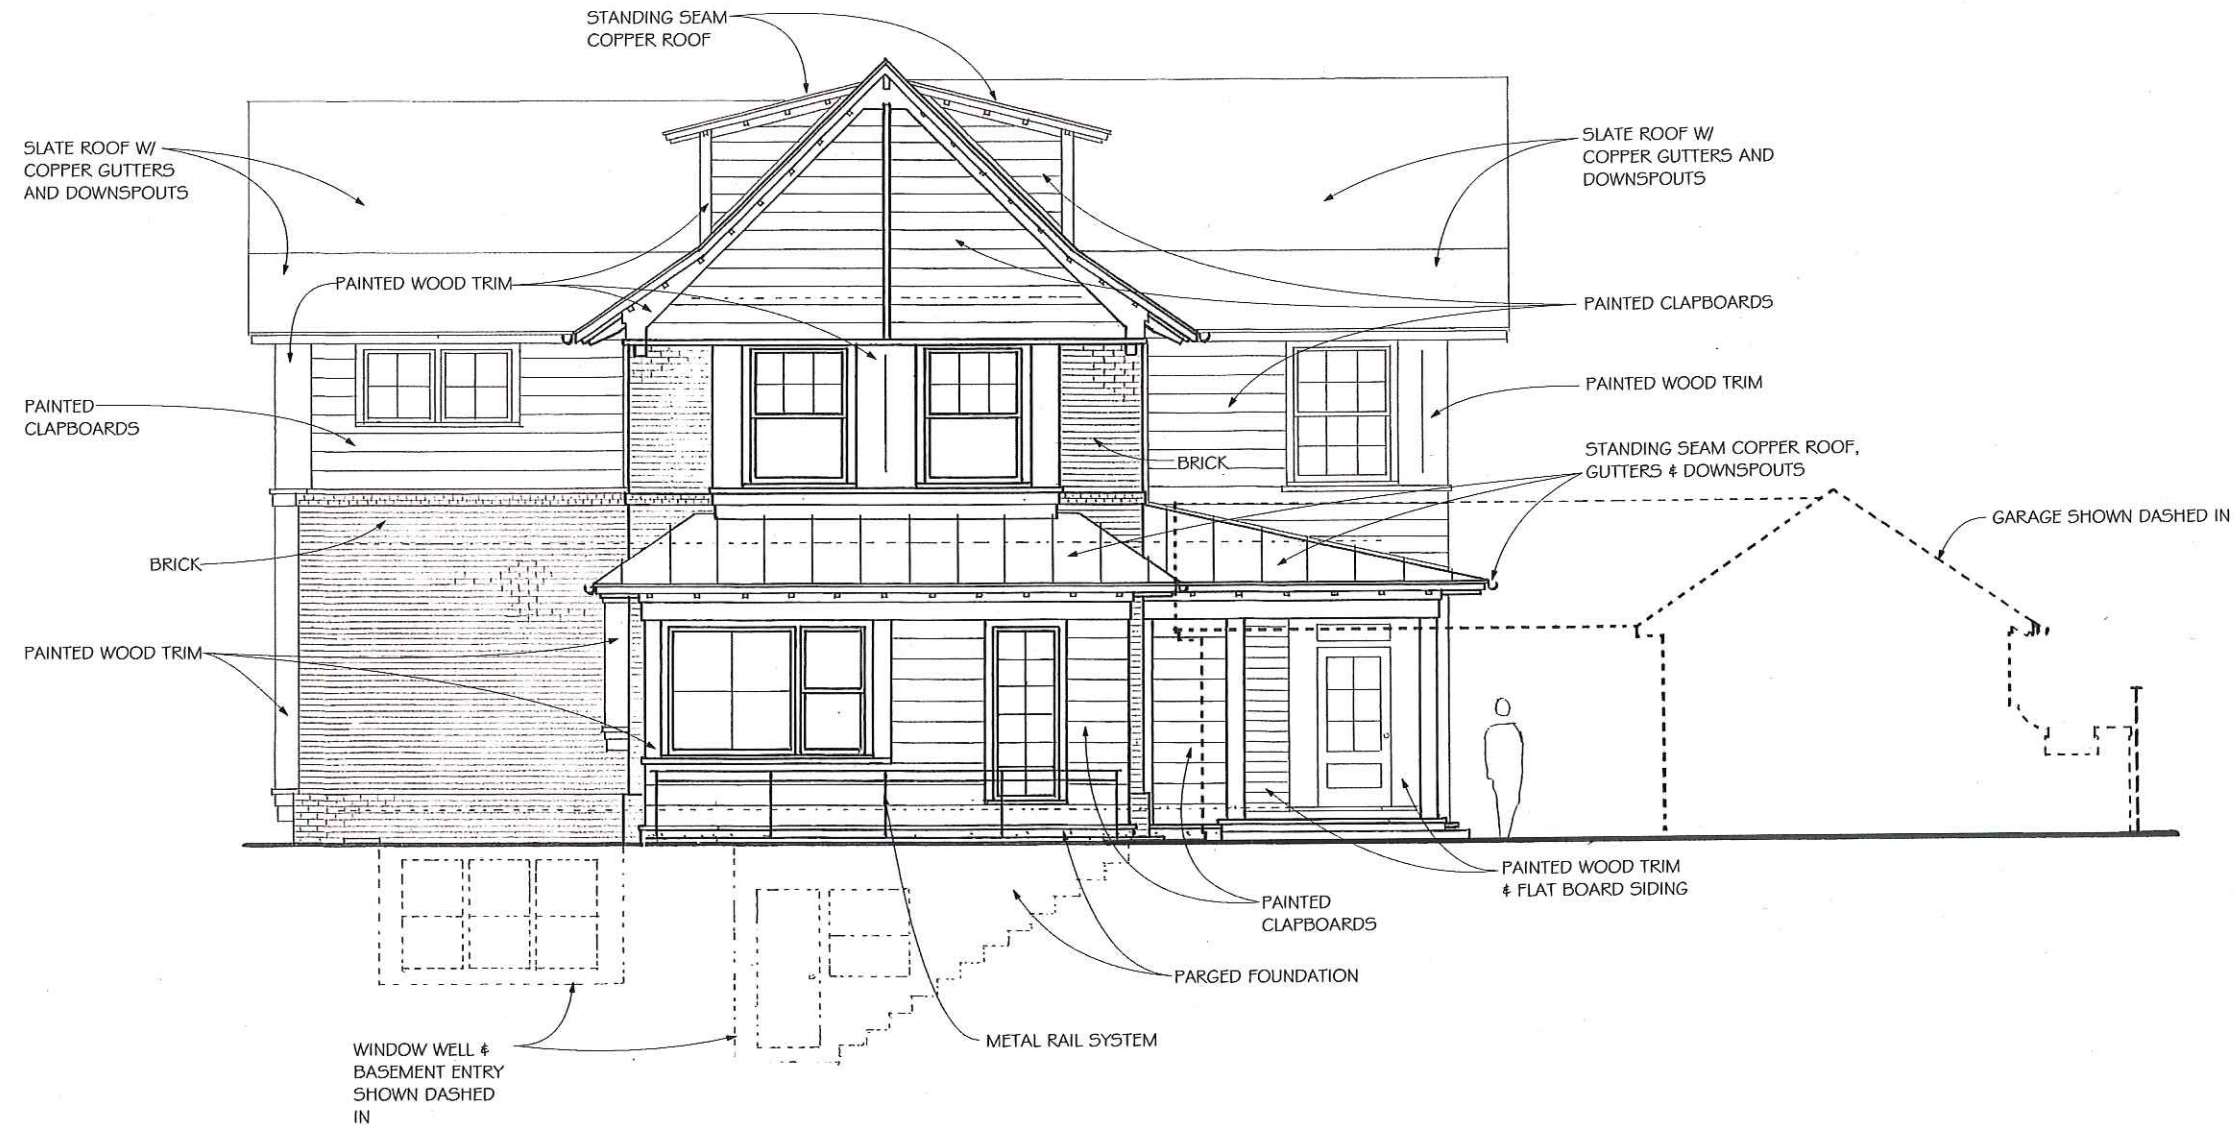 STANDING SEAM
COPPER ROOF
SLATE ROOF W/
COPPER GUTTERS
AND DOWNSPOUTS
SLATE ROOF W/
COPPER GUTTERS AND
DOWNSPOUTS
PAINTED WOOD TRIM
PAINTED CLAPBOARDS
PAINTED WOOD TRIM
PAINTED
CLAPBOARDS
STANDING SEAM COPPER ROOF,
GUTTERS & DOWNSPOUTS
BRICK
GARAGE SHOWN DASHED IN
BRICK
PAINTED WOOD TRIM
PAINTED WOOD TRIM
& FLAT BOARD SIDING
PAINTED
CLAPBOARDS
PARGED FOUNDATION
METAL RAIL SYSTEM
WINDOW WELL &
BASEMENT ENTRY
SHOWN DASHED
IN